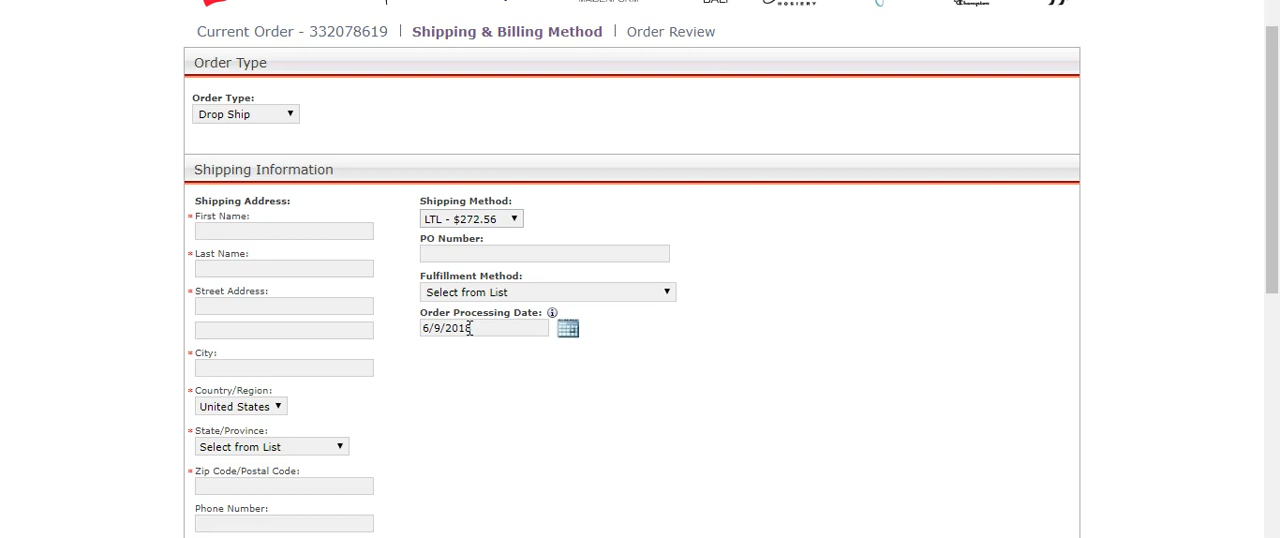 Current Order - 332078619 | Shipping & Billing Method | Order Review
Order Type
Order Type:
Drop Ship
Shipping Information
Shipping Address:
* First Name:
* Last Name:
* Street Address:
* City:
* Country/Region:
United States
* State/Province:
Select from List
* Zip Code/Postal Code:
Phone Number:
Shipping Method:
LTL - $272.56
PO Number:
Fulfillment Method:
Select from List
Order Processing Date:
6/9/2018